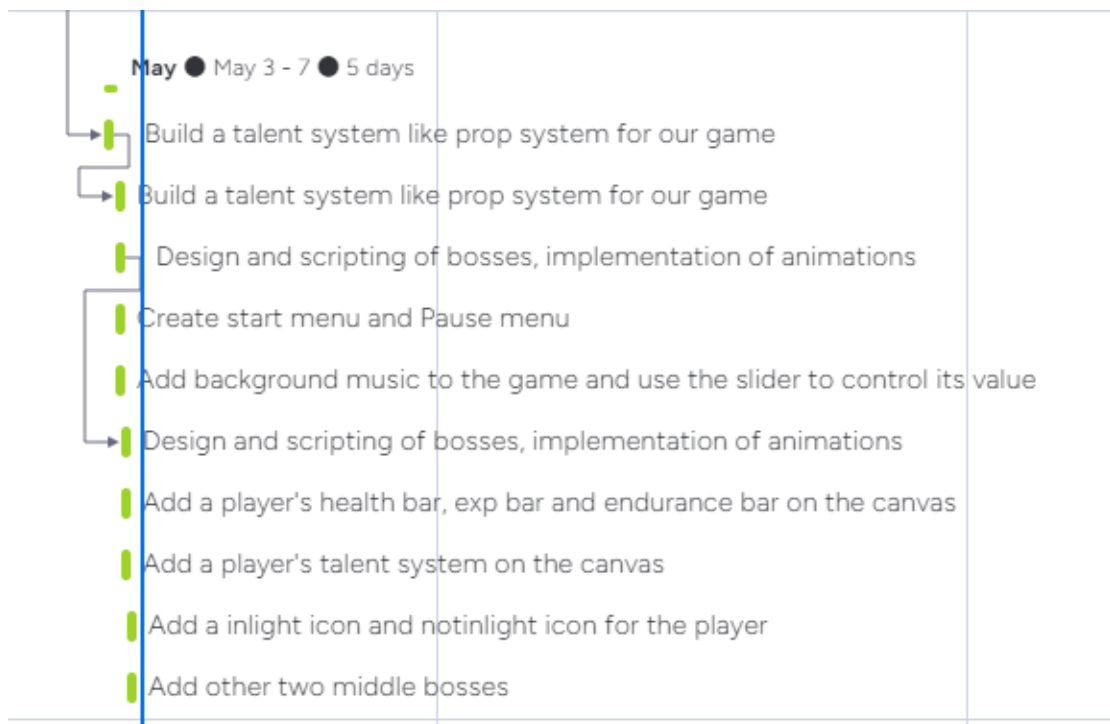 May ● May 3 - 7 ● 5 days
Build a talent system like prop system for our game
Build a talent system like prop system for our game
Design and scripting of bosses, implementation of animations
Create start menu and Pause menu
Add background music to the game and use the slider to control its value
Design and scripting of bosses, implementation of animations
Add a player's health bar, exp bar and endurance bar on the canvas
Add a player's talent system on the canvas
Add a inlight icon and notinlight icon for the player
Add other two middle bosses